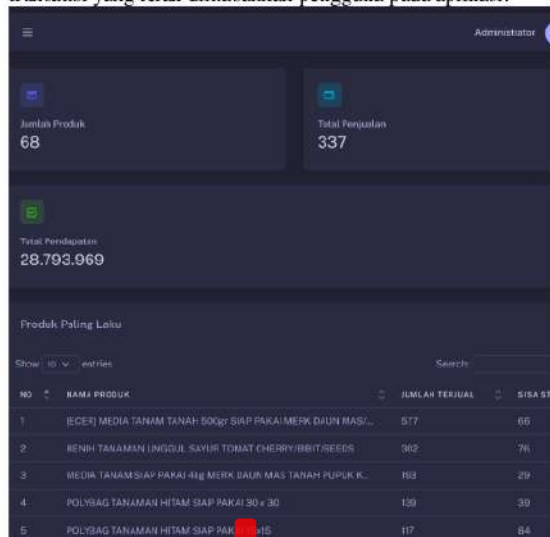 Administrator
Jumlah Produk
68
Total Penjualan
337
Total Pendapatan
28.793.969
Produk Paling Laku
Show 10 entries
Search:
NO NAMA PRODUK JUMLAH TERJUAL SISA ST
1 [ECER] MEDIA TANAM TANAH 500gr SIAP PAKAI MERK DAUN MAS/... 577 66
2 BENIH TANAMAN UNGGUL SAYUR TOMAT CHERRY/BIBIT/SEEDS 302 76
3 MEDIA TANAM SIAP PAKAI 4kg MERK DAUN MAS TANAH PUPUK K... 193 29
4 POLYBAG TANAMAN HITAM SIAP PAKAI 30 x 30 139 39
5 POLYBAG TANAMAN HITAM SIAP 117 84